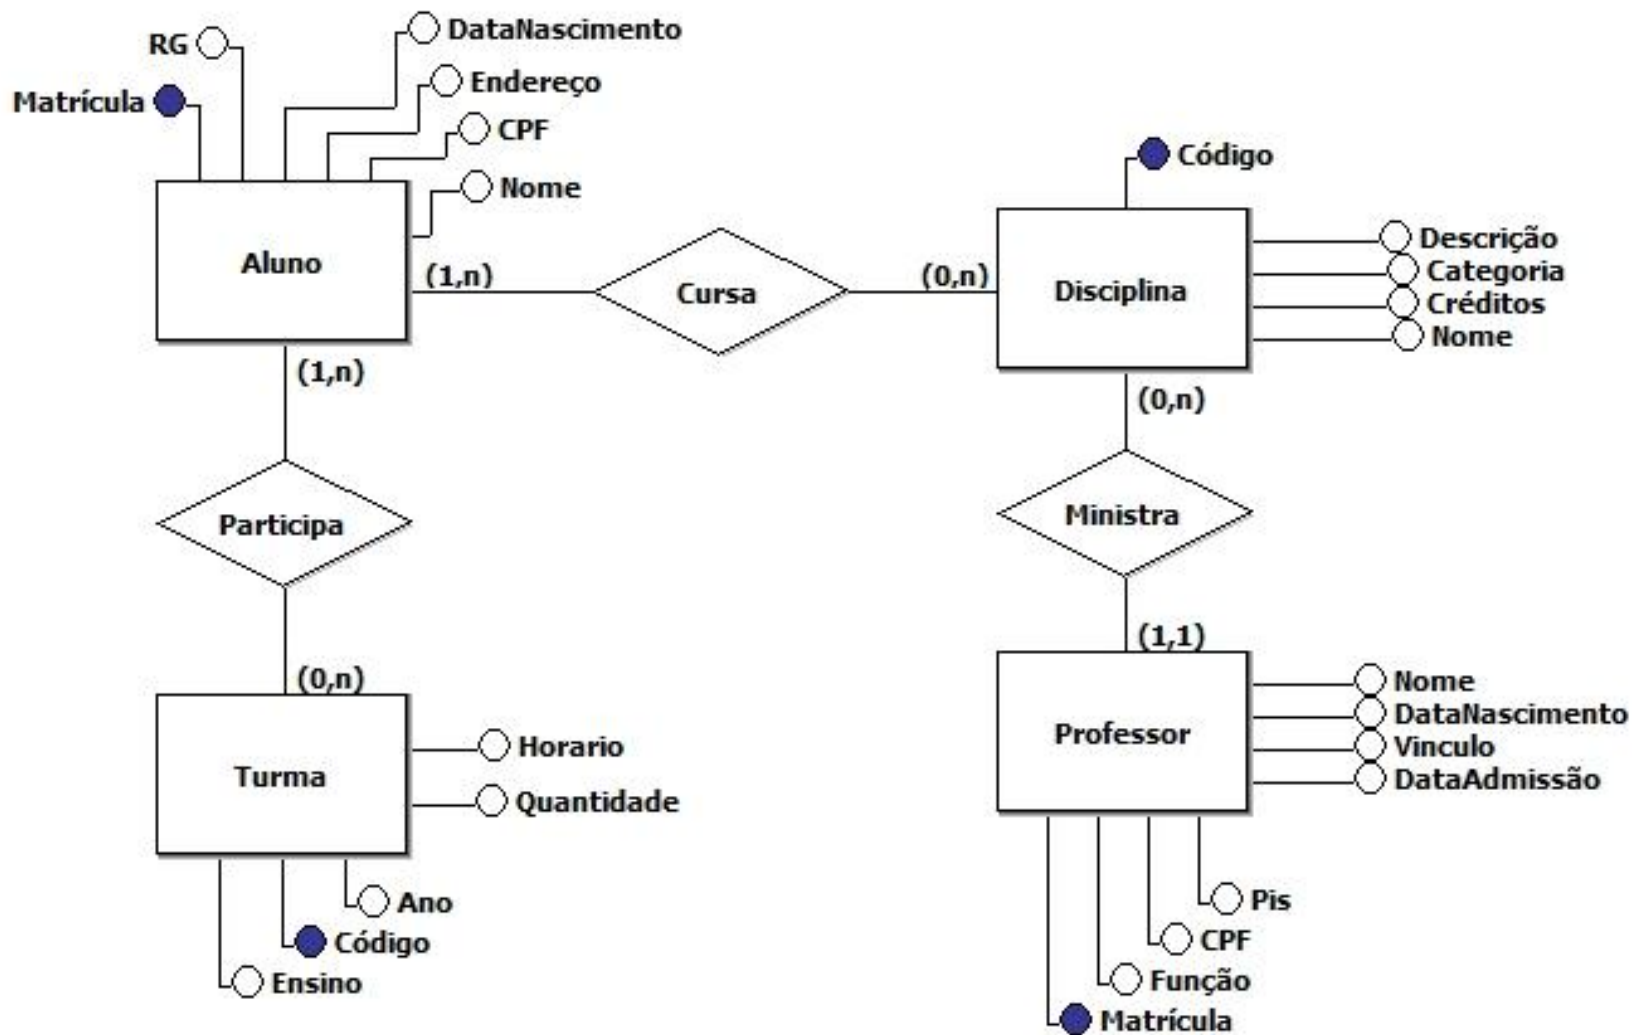 DataNascimento
RG
Endereço
Matrícula
CPF
Nome
Aluno
(1,n)
Cursa
(0,n)
Código
Disciplina
Descrição
Categoria
Créditos
Nome
(1,n)
Participa
(0,n)
Turma
Horario
Quantidade
Ano
Código
Ensino
(0,n)
Ministra
(1,1)
Professor
Nome
DataNascimento
Vinculo
DataAdmissão
Pis
CPF
Função
Matrícula